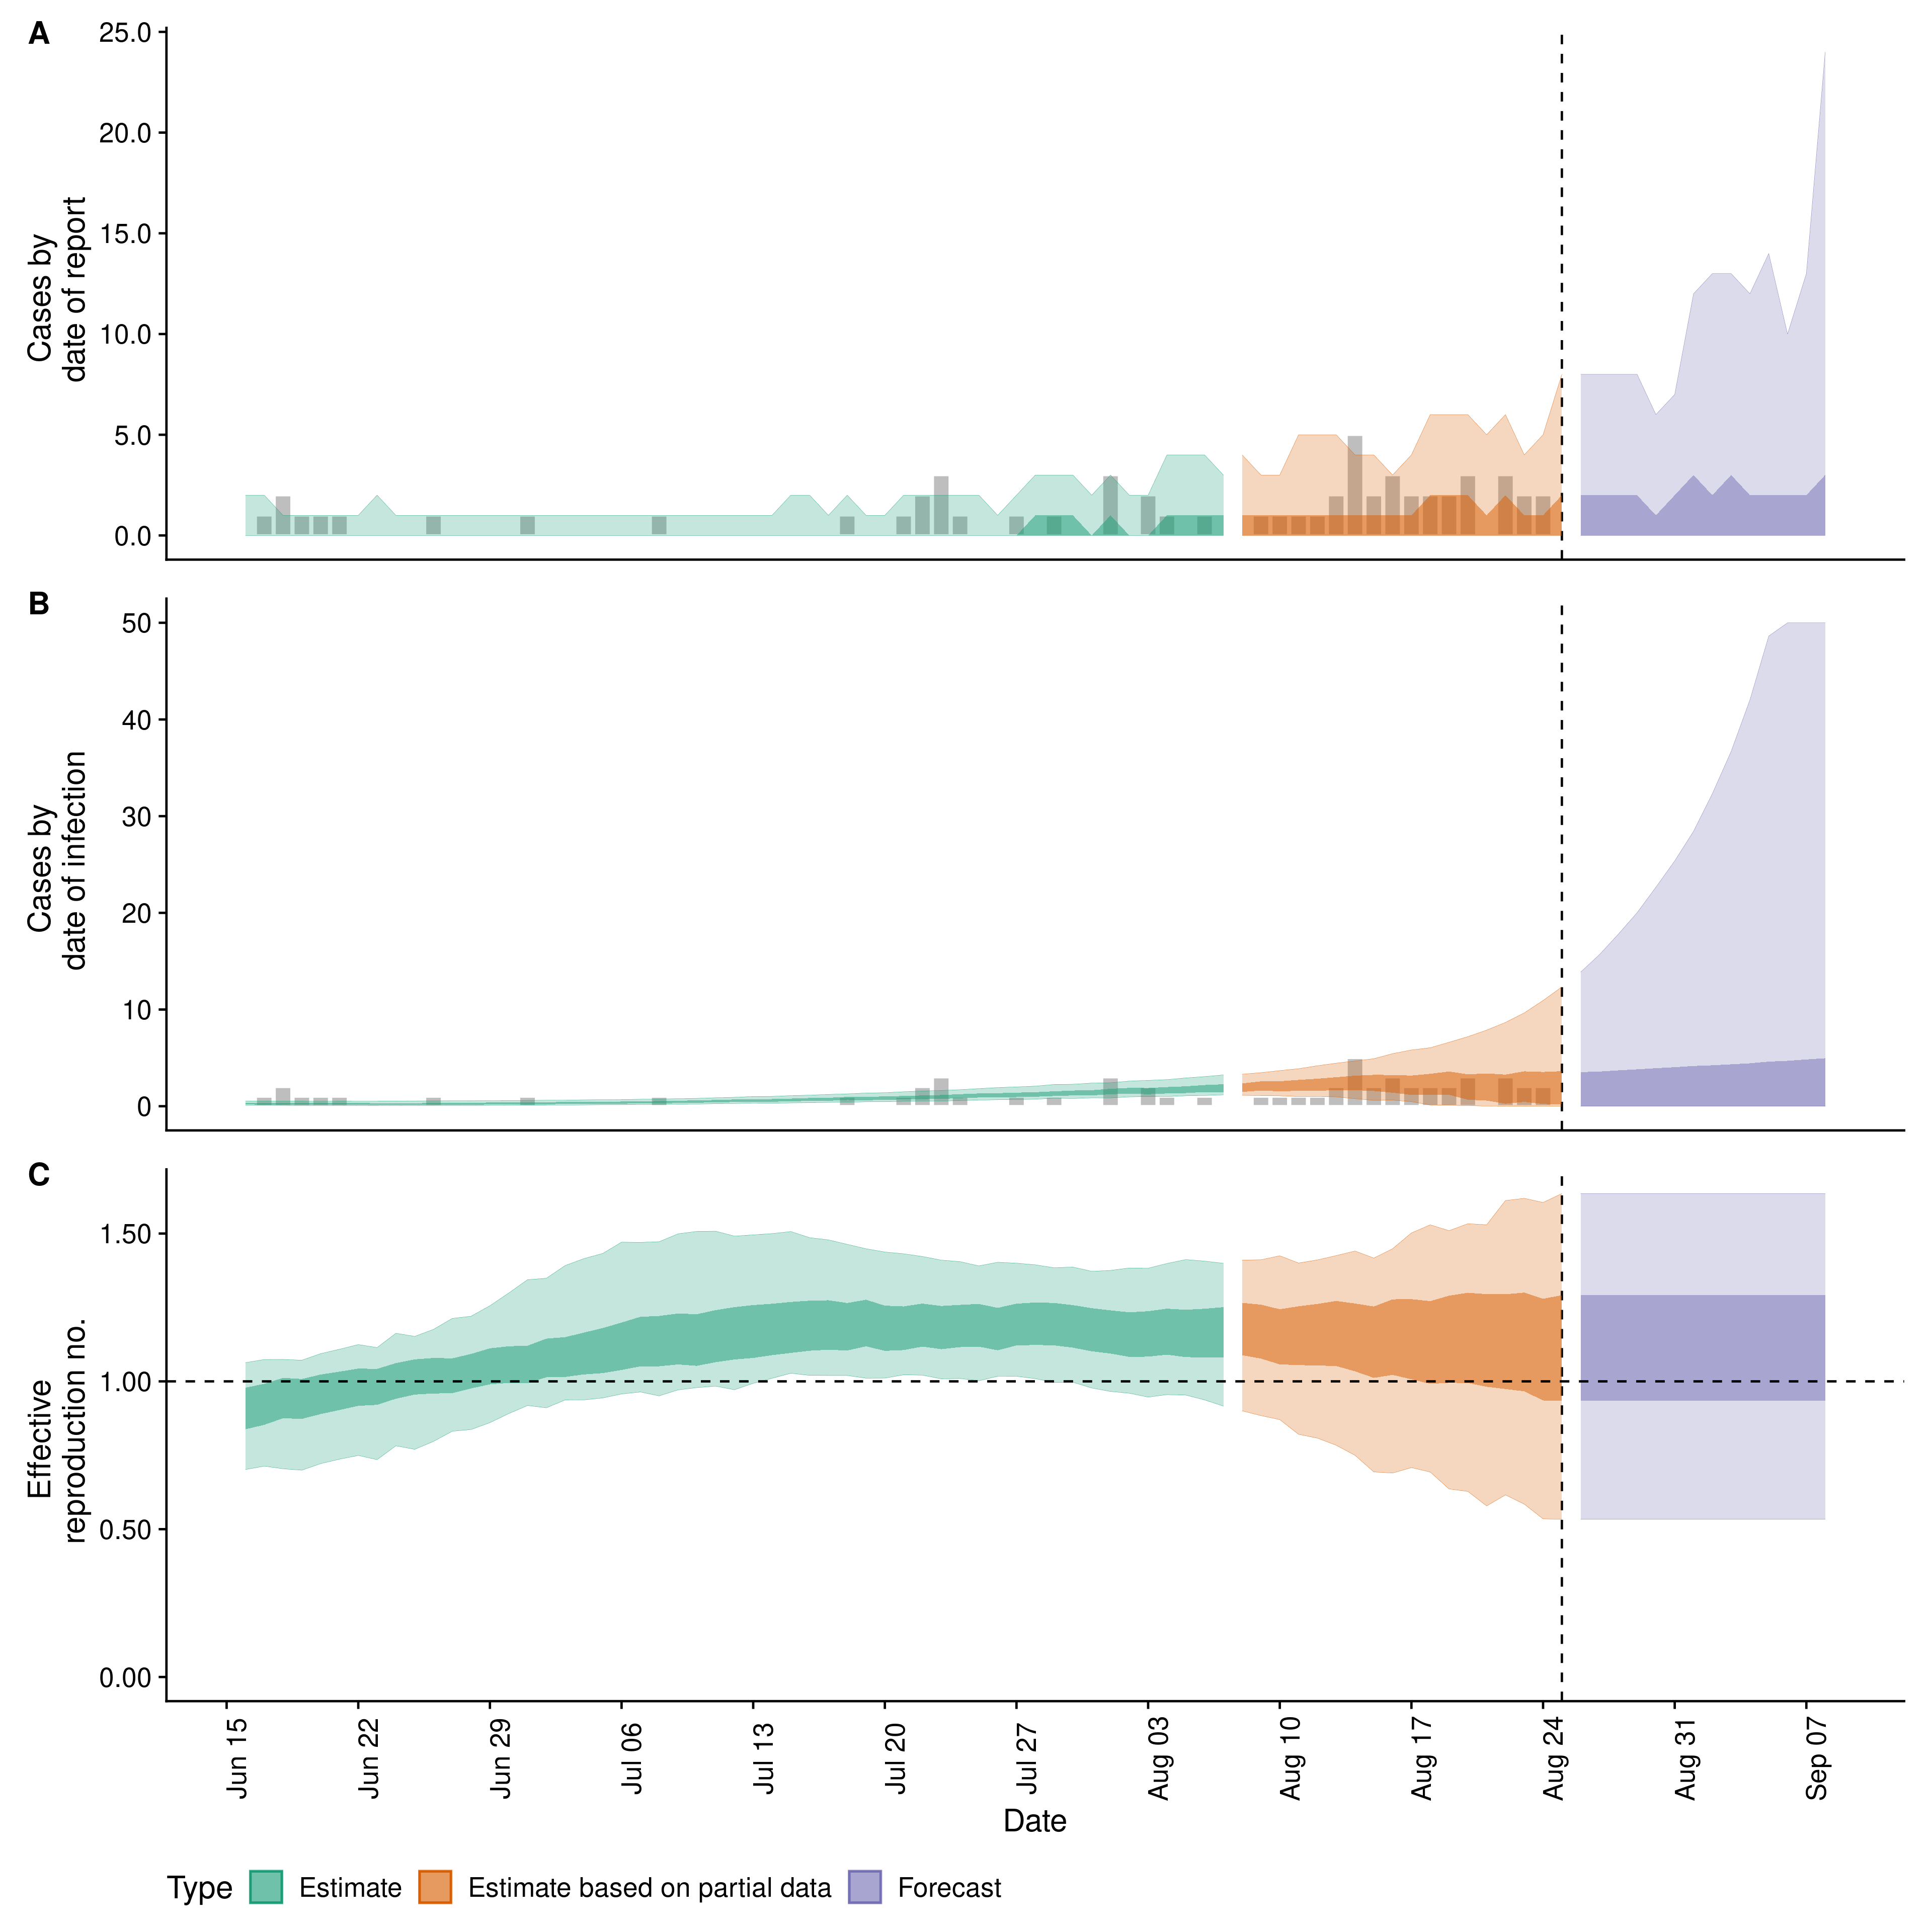 A
Cases by
date of report
25.0
20.0
15.0
10.0
5.0
0.0
B
Cases by
date of infection
50
40
30
20
10
0
C
Effective
reproduction no.
1.50
1.00
0.50
0.00
Jun 15
Jun 22
Jun 29
Jul 06
Jul 13
Jul 20
Jul 27
Aug 03
Aug 10
Aug 17
Aug 24
Aug 31
Sep 07
Date
Type Estimate Estimate based on partial data Forecast